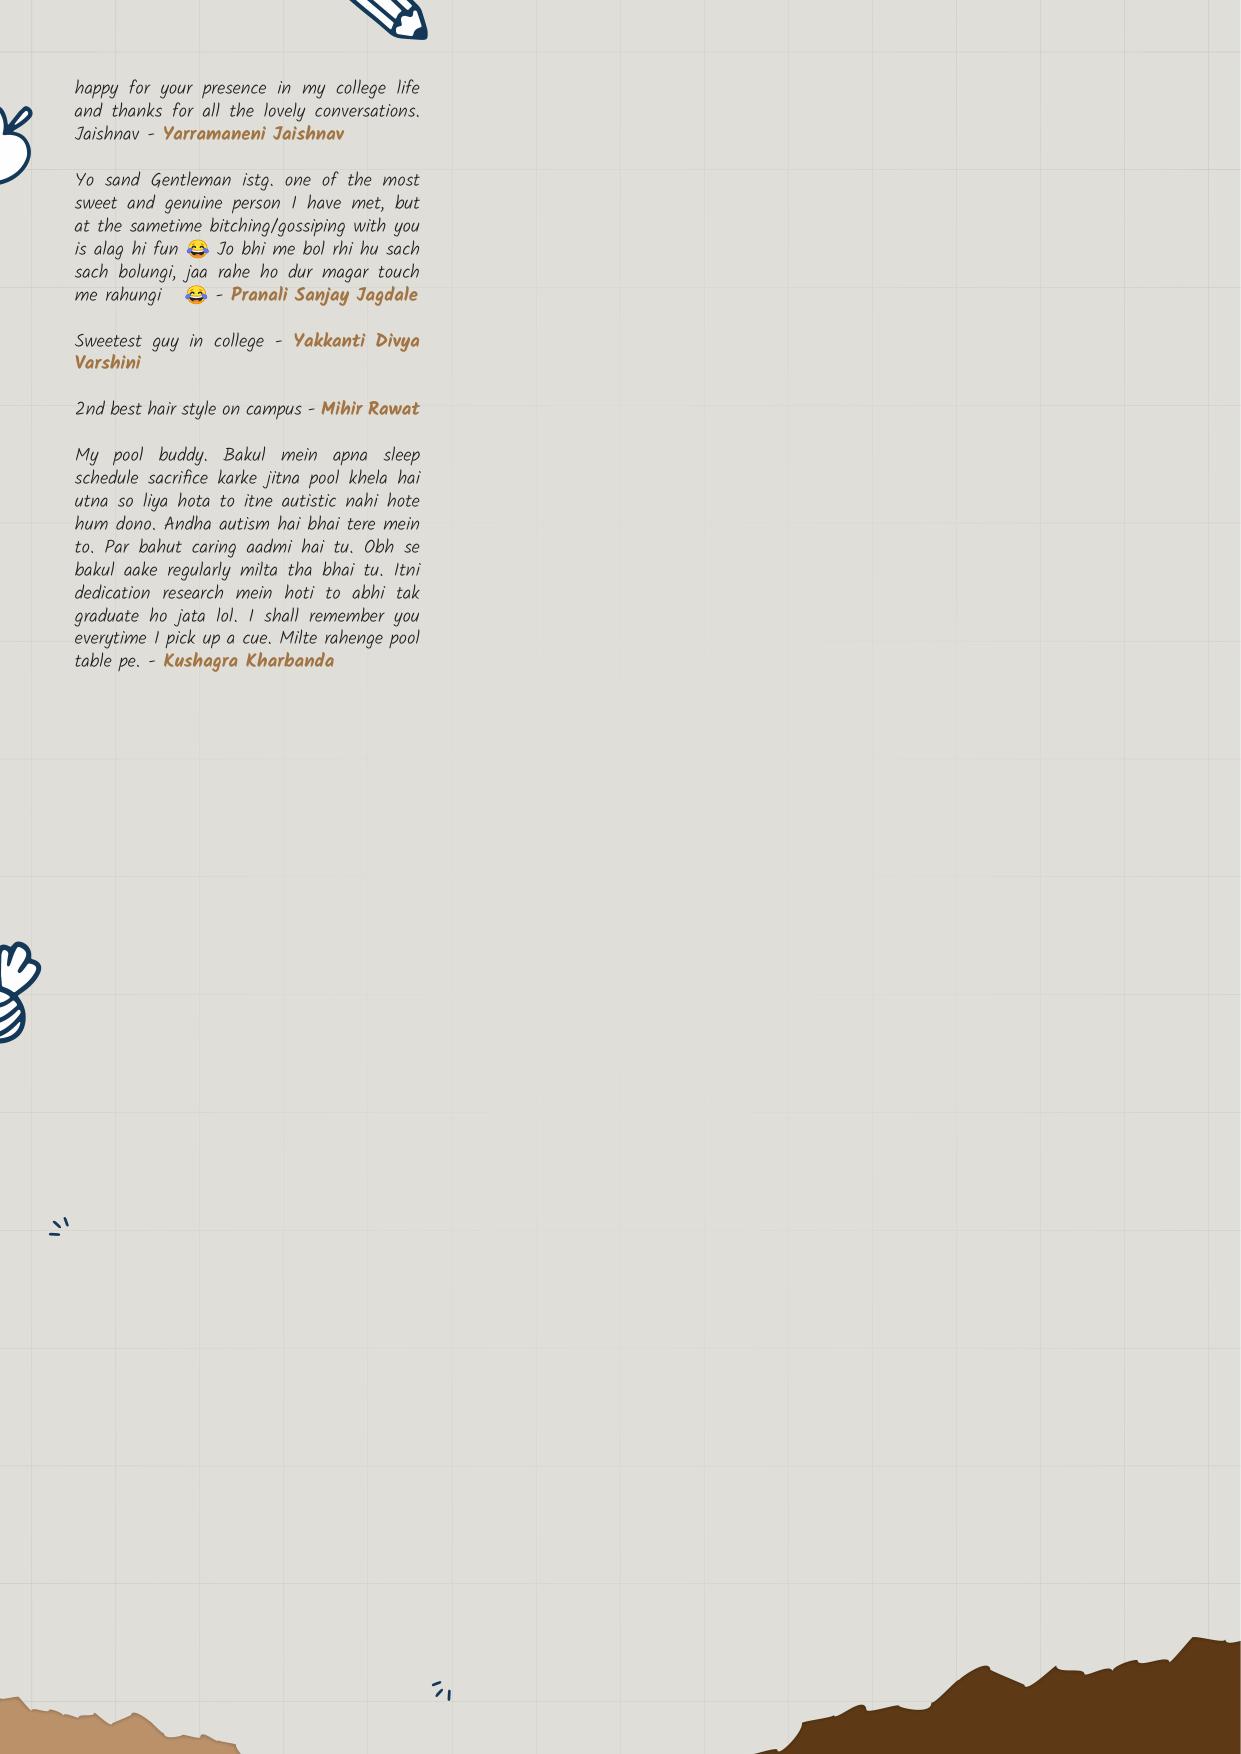 happy for your presence in my college life
and thanks for all the lovely conversations.
Jaishnav - Yarramaneni Jaishnav
Yo sand Gentleman istg. one of the most
sweet and genuine person I have met, but
at the sametime bitching/gossiping with you
is alag hi fun 😂 Jo bhi me bol rhi hu sach
sach bolungi, jaa rahe ho dur magar touch
me rahungi 😂 - Pranali Sanjay Jagdale
Sweetest guy in college - Yakkanti Divya
Varshini
2nd best hair style on campus - Mihir Rawat
My pool buddy. Bakul mein apna sleep
schedule sacrifice karke jitna pool khela hai
utna so liya hota to itne autistic nahi hote
hum dono. Andha autism hai bhai tere mein
to. Par bahut caring aadmi hai tu. Obh se
bakul aake regularly milta tha bhai tu. Itni
dedication research mein hoti to abhi tak
graduate ho jata lol. I shall remember you
everytime I pick up a cue. Milte rahenge pool
table pe. - Kushagra Kharbanda